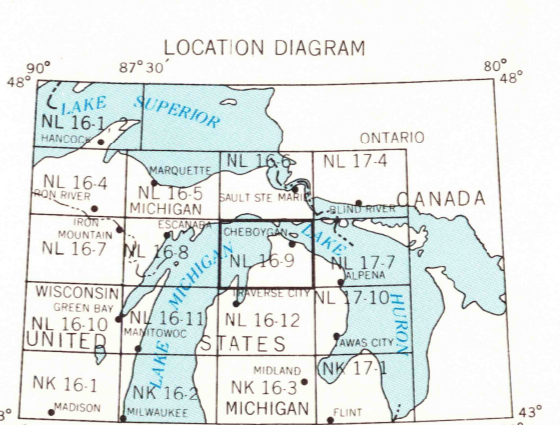 LOCATION DIAGRAM
90°
87°30′
80°
48°
48°
LAKE SUPERIOR
NL 16-1, 2
HANCOCK
ONTARIO
NL 16-6
NL 17-4
MARQUETTE
NL 16-4
NL 16-5
SAULT STE MARIE
IRON RIVER
MICHIGAN
BLIND RIVER
CANADA
IRON MOUNTAIN
ESCANABA
CHEBOYGAN
LAKE HURON
NL 16-7
NL 16-8
NL 16-9
NL 17-7
ALPENA
LAKE MICHIGAN
WISCONSIN
TRAVERSE CITY
NL 17-10
GREEN BAY
NL 16-10
NL 16-11
NL 16-12
MANITOWOC
TAWAS CITY
UNITED STATES
NK 16-1
NK 16-2
MIDLAND
NK 16-3
NK 17-1
MADISON
MILWAUKEE
MICHIGAN
FLINT
43°